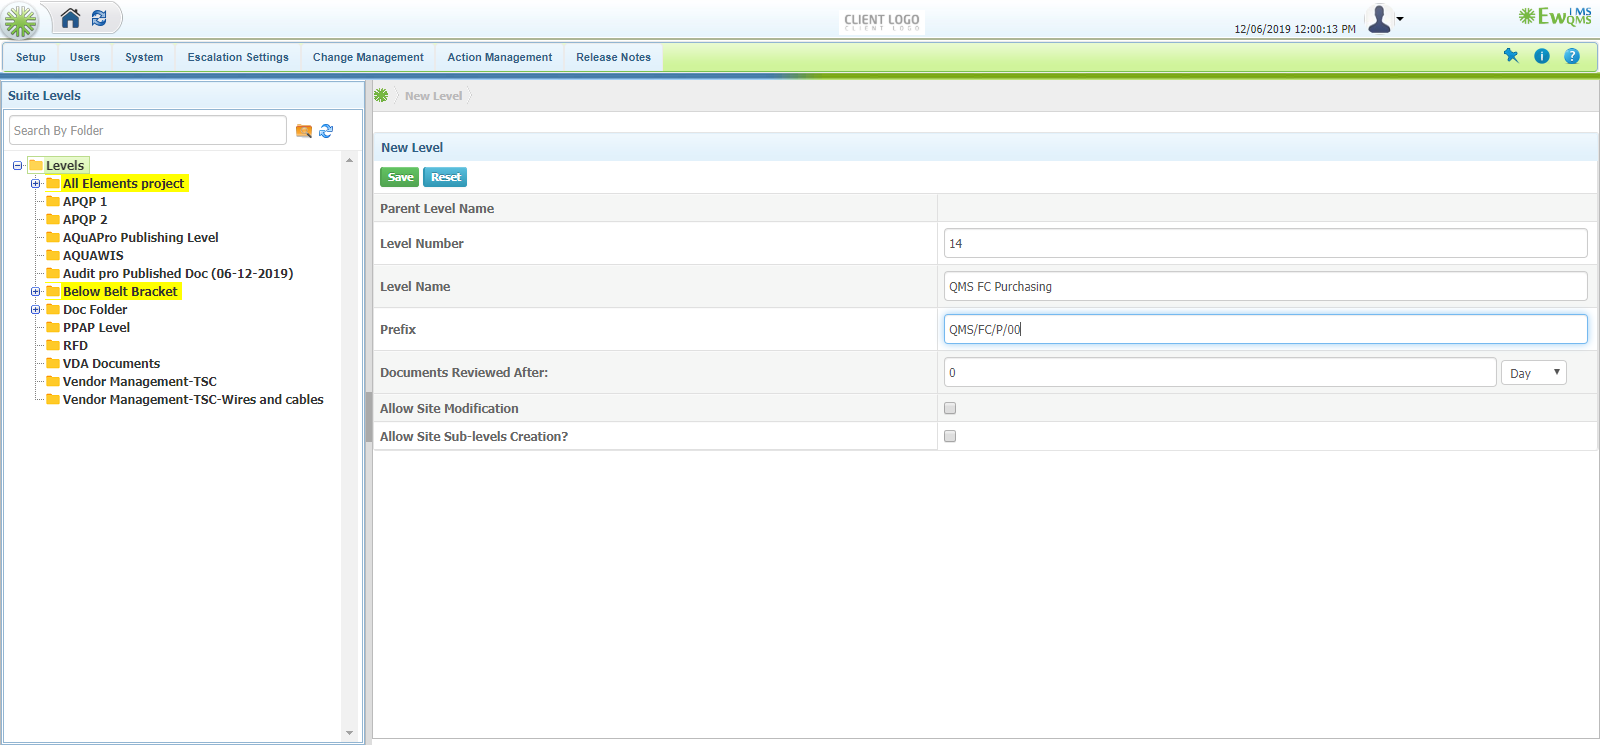 CLIENT LOGO
CLIENT LOGO
12/06/2019 12:00:13 PM
EwIMS
QMS
Setup Users System Escalation Settings Change Management Action Management Release Notes
Suite Levels
Search By Folder
Levels
All Elements project
APQP 1
APQP 2
AQuAPro Publishing Level
AQUAWIS
Audit pro Published Doc (06-12-2019)
Below Belt Bracket
Doc Folder
PPAP Level
RFD
VDA Documents
Vendor Management-TSC
Vendor Management-TSC-Wires and cables
New Level
New Level
Save Reset
Parent Level Name
Level Number 14
Level Name QMS FC Purchasing
Prefix QMS/FC/P/00
Documents Reviewed After: 0 Day
Allow Site Modification
Allow Site Sub-levels Creation?